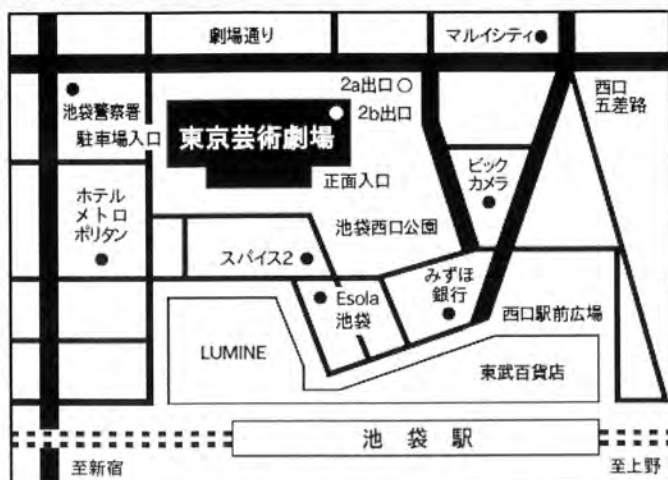 劇場通り
マルイシティ
2a出口
西口
五差路
池袋警察署
2b出口
駐車場入口
東京芸術劇場
ビック
カメラ
正面入口
ホテル
メトロ
ポリタン
池袋西口公園
スパイス2
みずほ
銀行
Esola
池袋
西口駅前広場
LUMINE
東武百貨店
池袋駅
至新宿
至上野